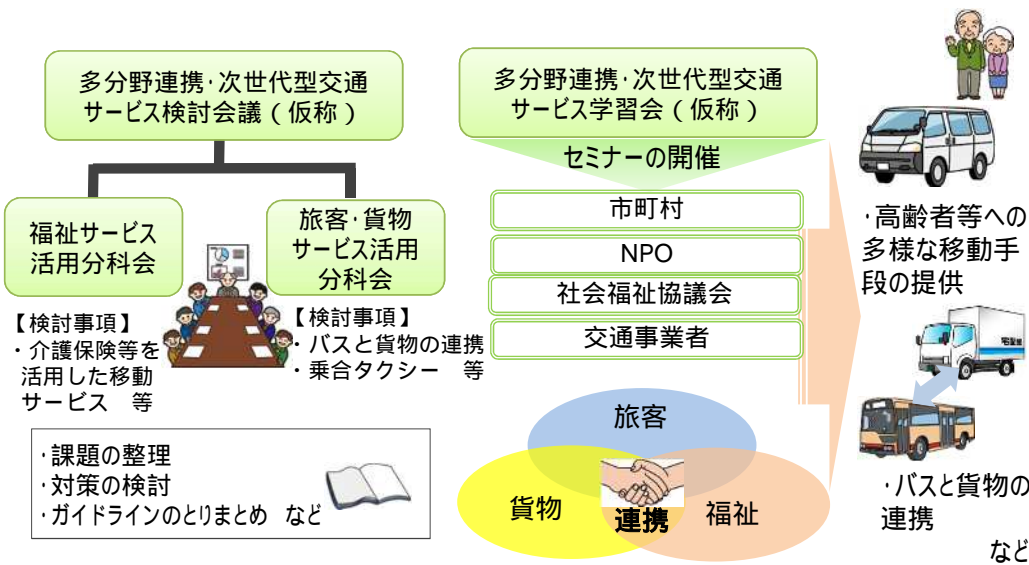 多分野連携・次世代型交通
サービス検討会議(仮称)
福祉サービス
活用分科会
旅客・貨物
サービス活用
分科会
【検討事項】
・介護保険等を
活用した移動
サービス 等
【検討事項】
・バスと貨物の連携
・乗合タクシー 等
・課題の整理
・対策の検討
・ガイドラインのとりまとめ など
多分野連携・次世代型交通
サービス学習会(仮称)
セミナーの開催
市町村
NPO
社会福祉協議会
交通事業者
旅客
貨物
連携
福祉
・高齢者等への
多様な移動手
段の提供
宅配便
・バスと貨物の
連携
など